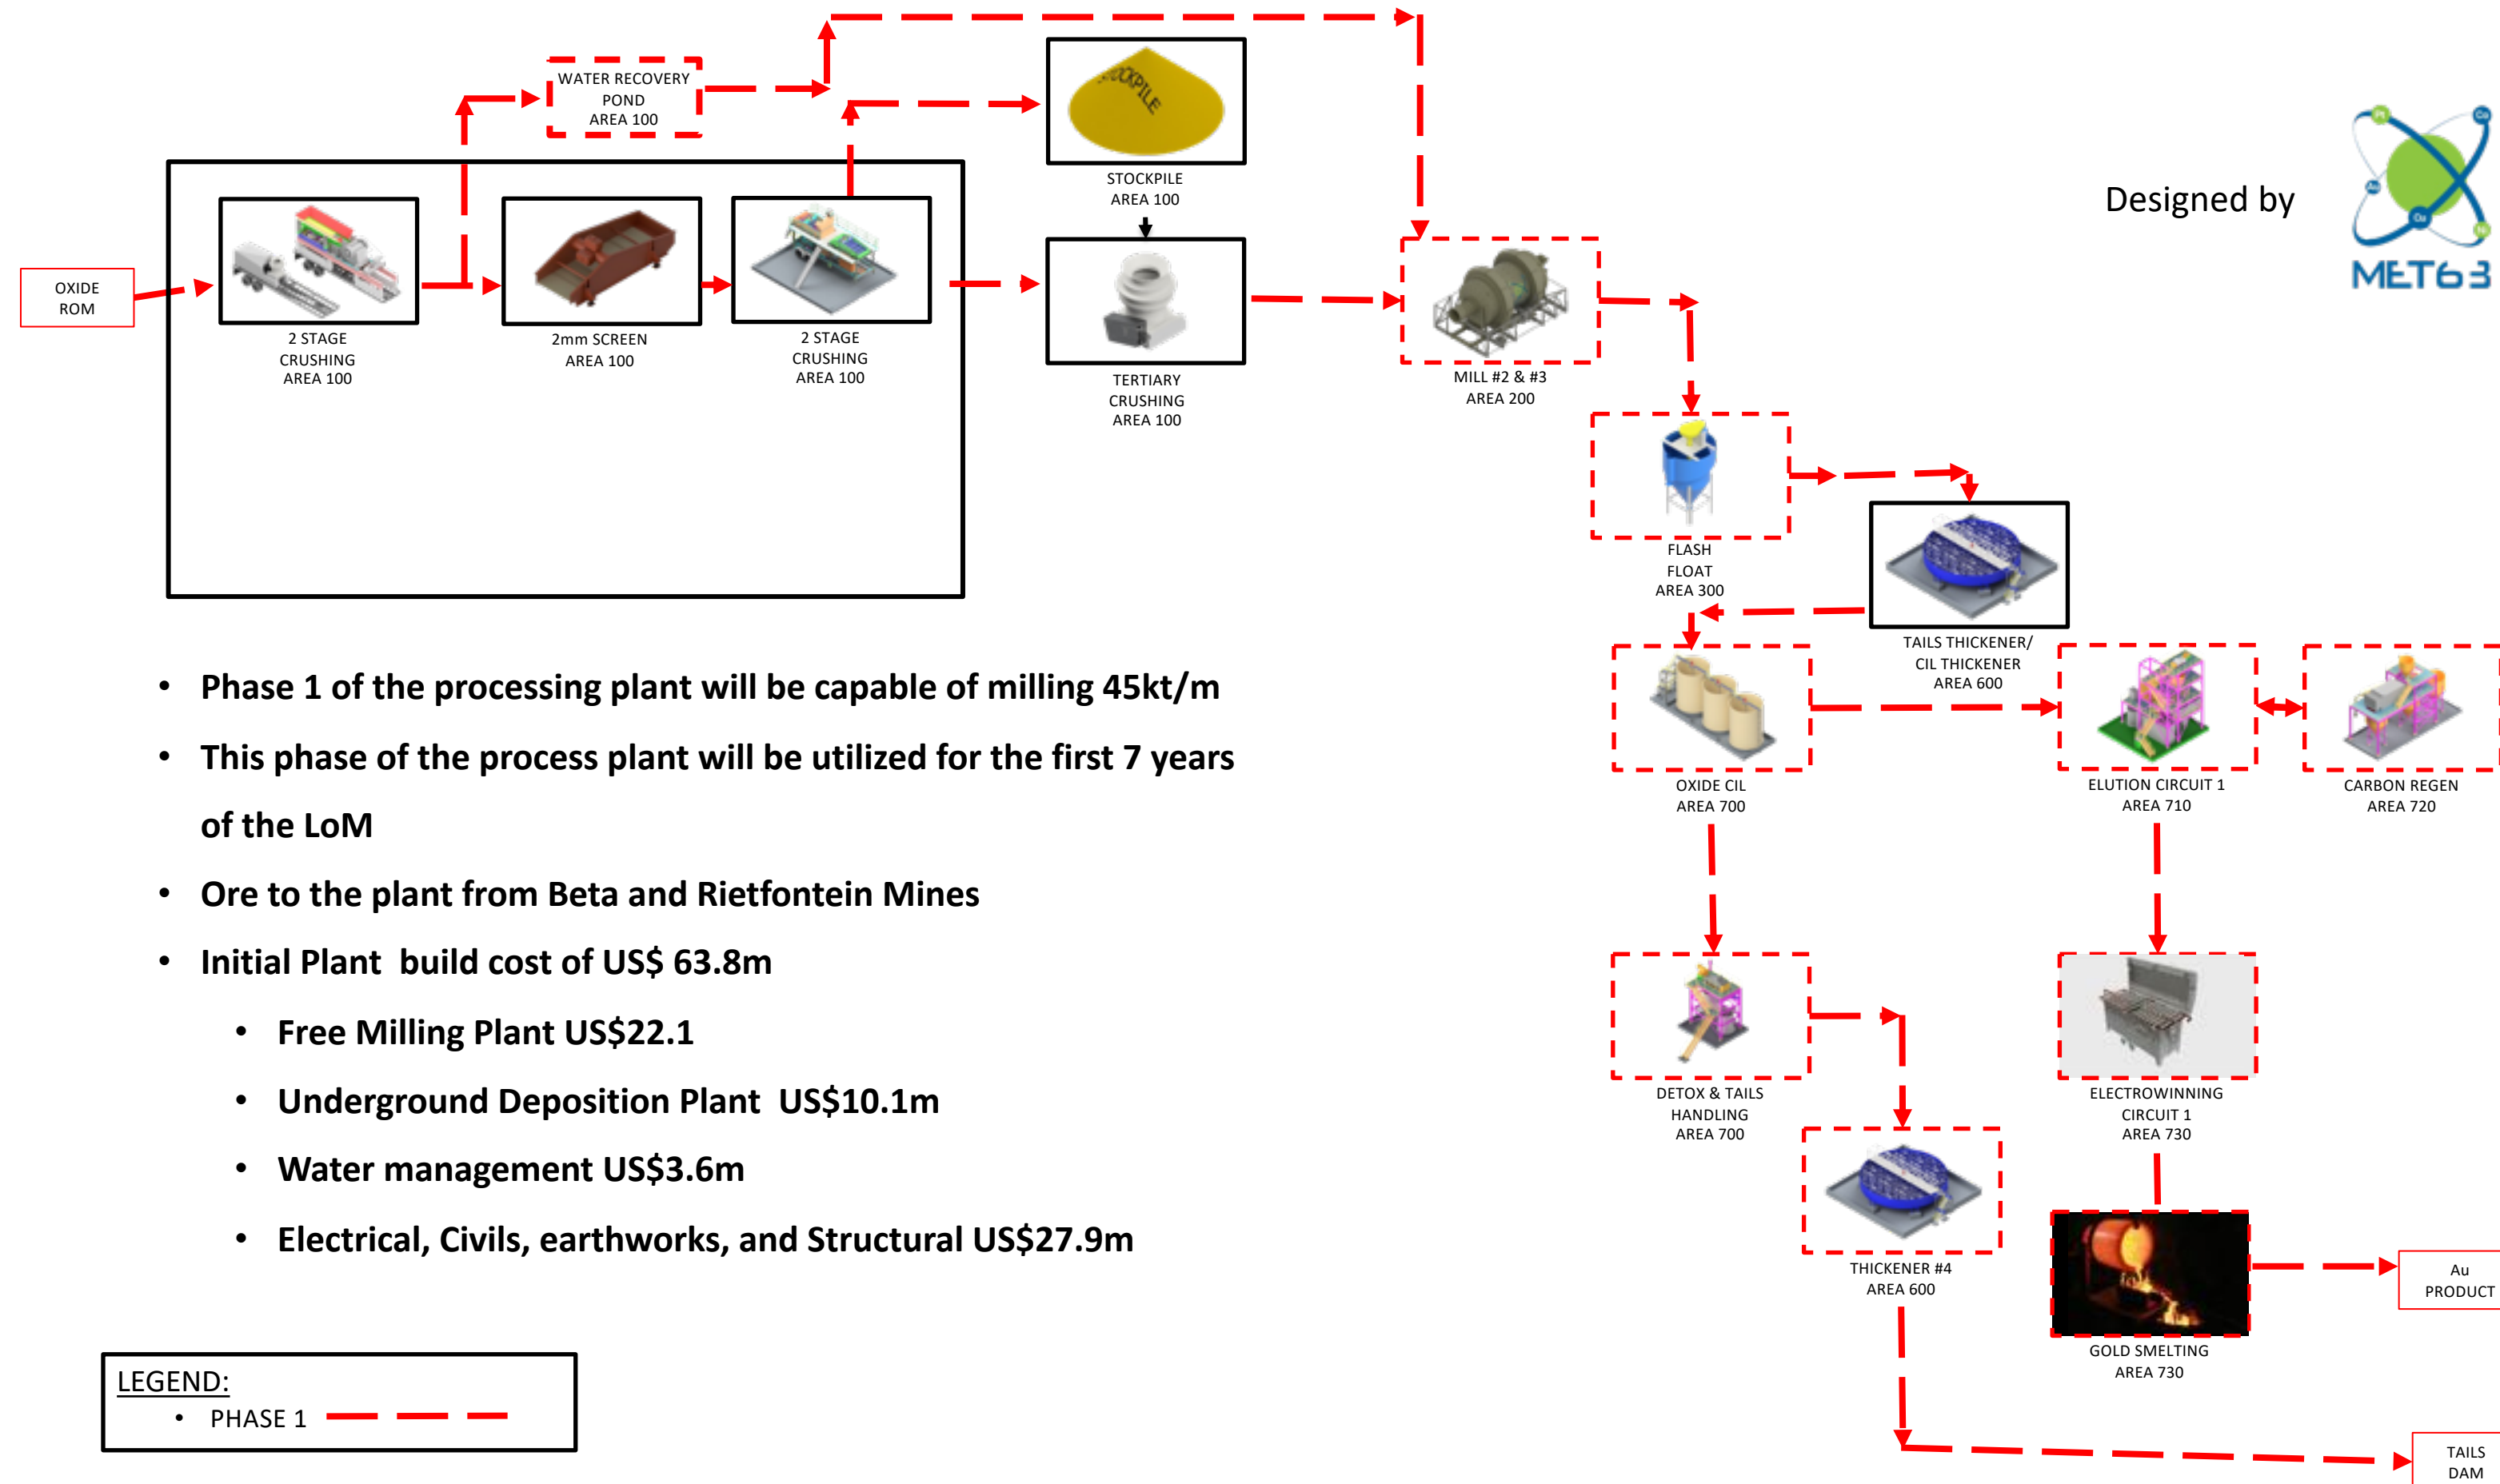 WATER RECOVERY
POND
AREA 100
STOCKPILE
STOCKPILE
AREA 100
Designed by
MET63
OXIDE
ROM
2 STAGE
CRUSHING
AREA 100
2mm SCREEN
AREA 100
2 STAGE
CRUSHING
AREA 100
TERTIARY
CRUSHING
AREA 100
MILL #2 & #3
AREA 200
FLASH
FLOAT
AREA 300
TAILS THICKENER/
CIL THICKENER
AREA 600
OXIDE CIL
AREA 700
ELUTION CIRCUIT 1
AREA 710
CARBON REGEN
AREA 720
• Phase 1 of the processing plant will be capable of milling 45kt/m
• This phase of the process plant will be utilized for the first 7 years
of the LoM
• Ore to the plant from Beta and Rietfontein Mines
• Initial Plant build cost of US$ 63.8m
• Free Milling Plant US$22.1
• Underground Deposition Plant US$10.1m
• Water management US$3.6m
• Electrical, Civils, earthworks, and Structural US$27.9m
DETOX & TAILS
HANDLING
AREA 700
ELECTROWINNING
CIRCUIT 1
AREA 730
THICKENER #4
AREA 600
GOLD SMELTING
AREA 730
Au
PRODUCT
TAILS
DAM
LEGEND:
• PHASE 1